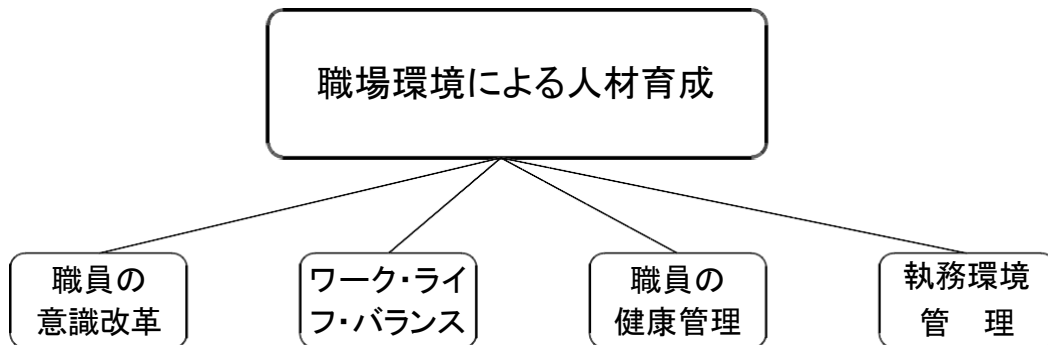 職場環境による人材育成
職員の
意識改革
ワーク・ライ
フ・バランス
職員の
健康管理
執務環境
管　理